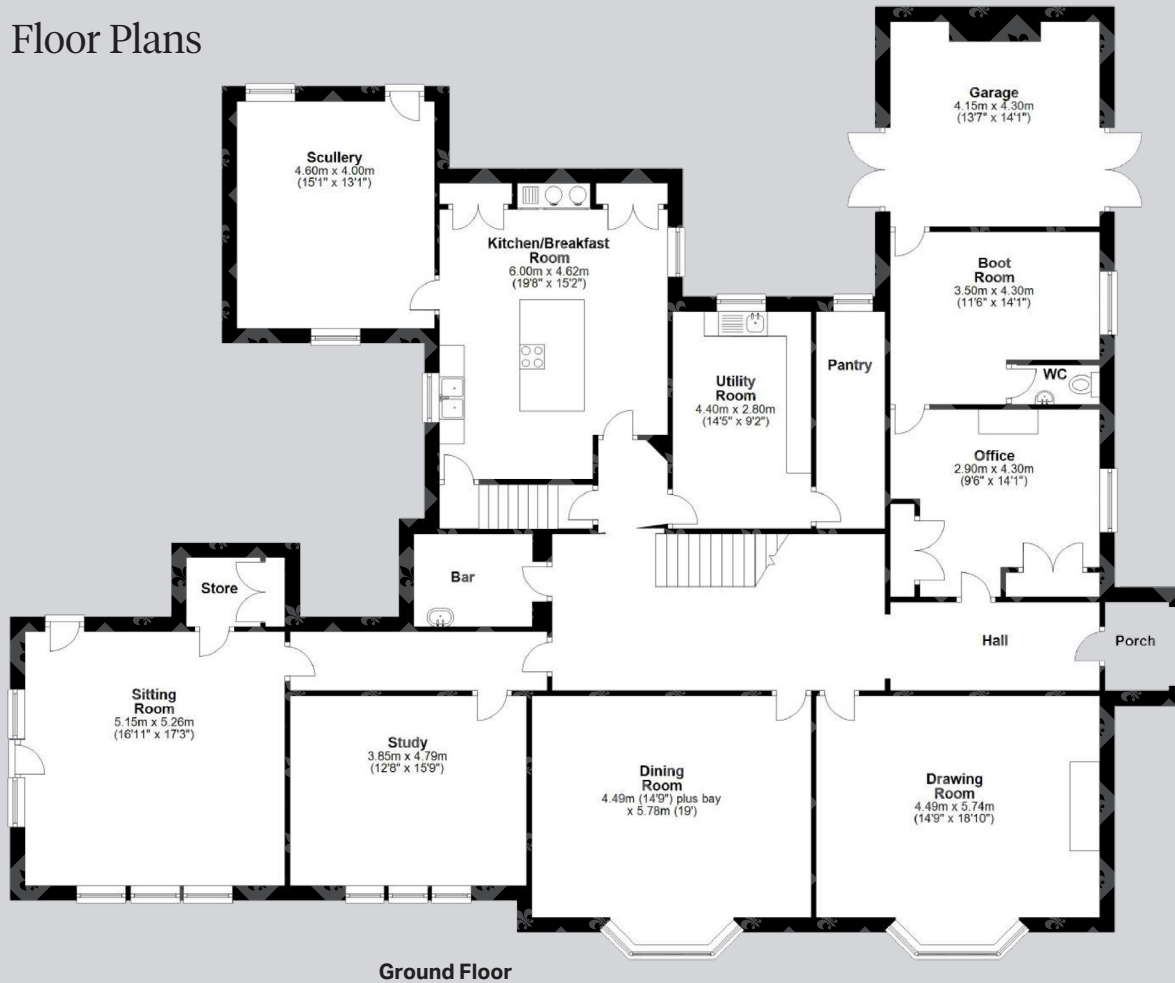 Floor Plans
Garage
4.15m x 4.30m
(13'7" x 14'1")
Scullery
4.60m x 4.00m
(15'1" x 13'1")
Kitchen/Breakfast
Room
6.00m x 4.62m
(19'8" x 15'2")
Boot
Room
3.50m x 4.30m
(11'6" x 14'1")
WC
Utility
Room
4.40m x 2.80m
(14'5" x 9'2")
Pantry
Office
2.90m x 4.30m
(9'6" x 14'1")
Store
Bar
Hall
Porch
Sitting
Room
5.15m x 5.26m
(16'11" x 17'3")
Study
3.85m x 4.79m
(12'8" x 15'9")
Dining
Room
4.49m (14'9") plus bay
x 5.78m (19')
Drawing
Room
4.49m x 5.74m
(14'9" x 18'10")
Ground Floor